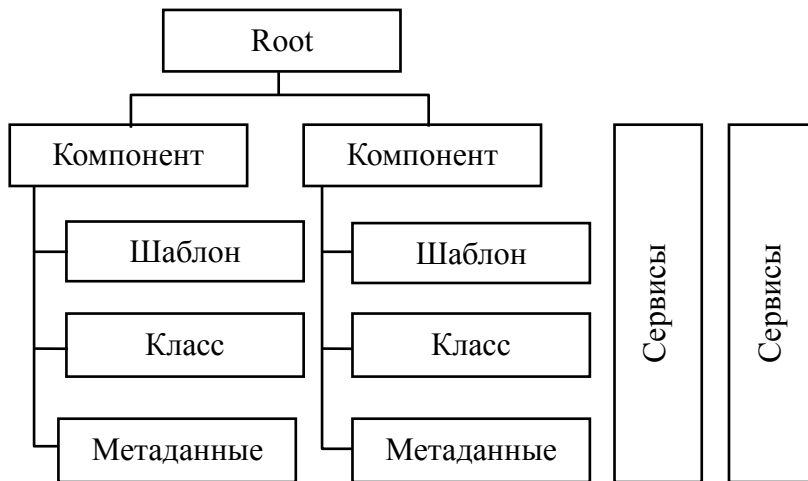 Root
Компонент
Компонент
Шаблон
Шаблон
Класс
Класс
Метаданные
Метаданные
Сервисы
Сервисы